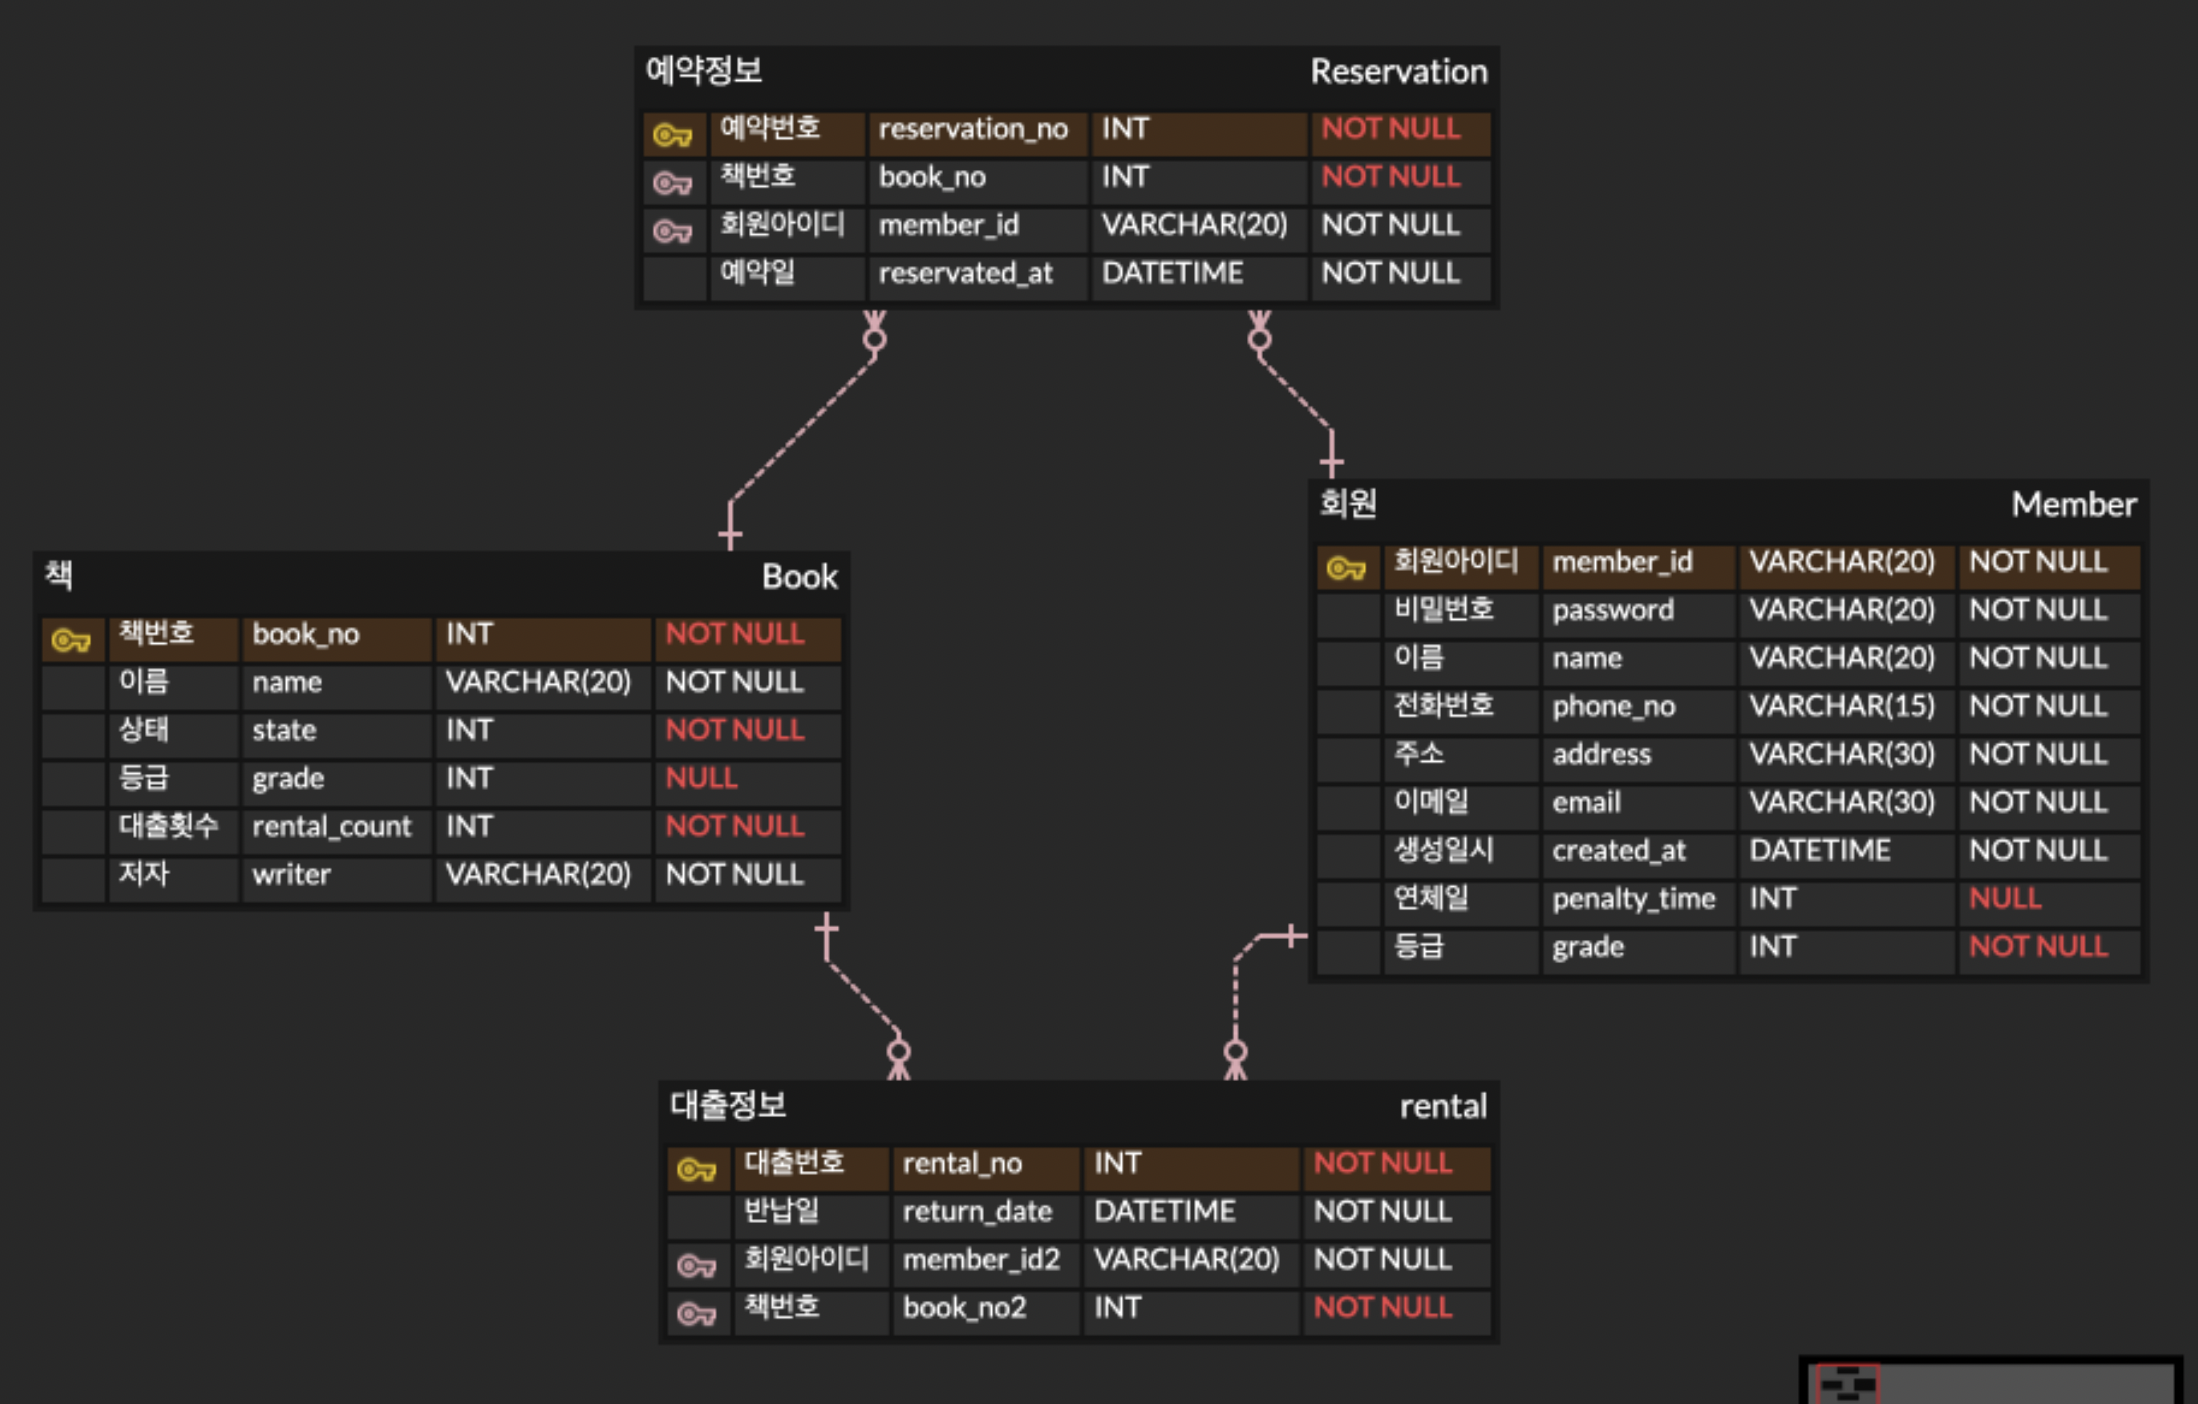 예약정보 Reservation
예약번호 reservation_no INT NOT NULL
책번호 book_no INT NOT NULL
회원아이디 member_id VARCHAR(20) NOT NULL
예약일 reservated_at DATETIME NOT NULL
책 Book
책번호 book_no INT NOT NULL
이름 name VARCHAR(20) NOT NULL
상태 state INT NOT NULL
등급 grade INT NULL
대출횟수 rental_count INT NOT NULL
저자 writer VARCHAR(20) NOT NULL
회원 Member
회원아이디 member_id VARCHAR(20) NOT NULL
비밀번호 password VARCHAR(20) NOT NULL
이름 name VARCHAR(20) NOT NULL
전화번호 phone_no VARCHAR(15) NOT NULL
주소 address VARCHAR(30) NOT NULL
이메일 email VARCHAR(30) NOT NULL
생성일시 created_at DATETIME NOT NULL
연체일 penalty_time INT NULL
등급 grade INT NOT NULL
대출정보 rental
대출번호 rental_no INT NOT NULL
반납일 return_date DATETIME NOT NULL
회원아이디 member_id2 VARCHAR(20) NOT NULL
책번호 book_no2 INT NOT NULL